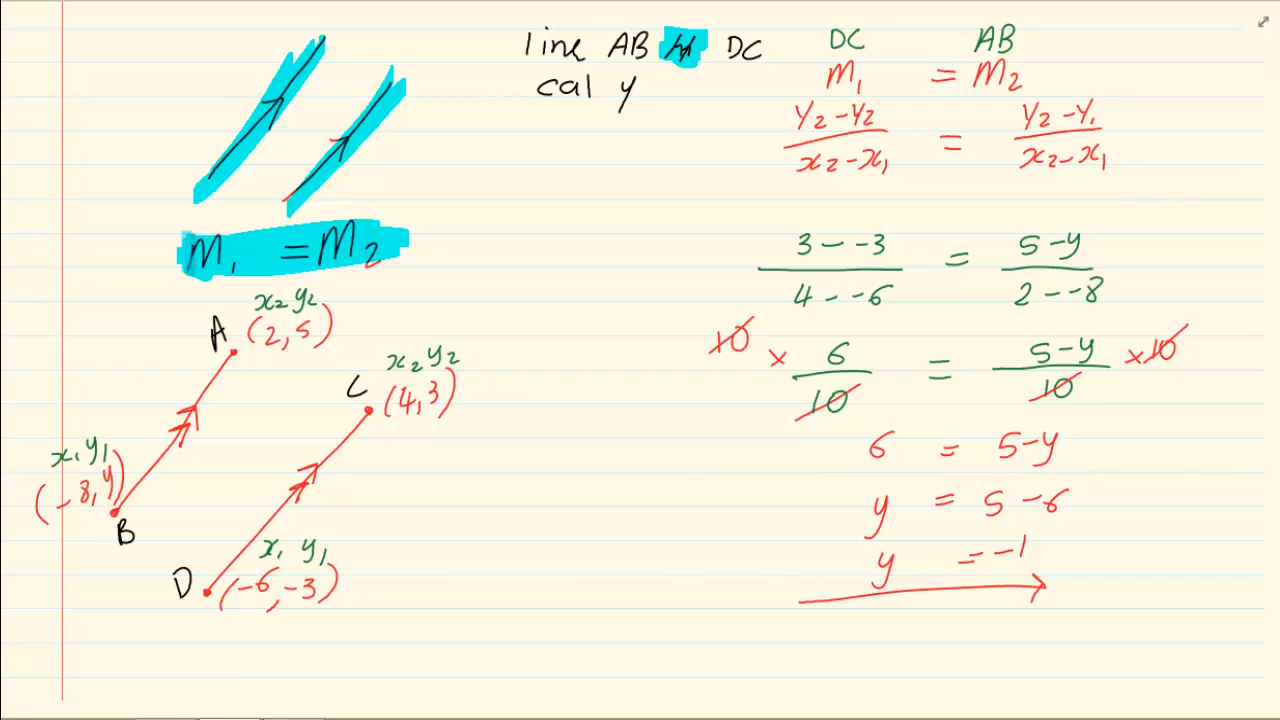 line AB // DC
cal y
DC AB
m₁ = m₂
y₂-y₂/x₂-x₁ = y₂-y₁/x₂-x₁
m₁ = m₂
3--3/4--6 = 5-y/2--8
10 × 6/10 = 5-y/10 ×10
6 = 5-y
y = 5-6
y = -1
x₂ y₂
A (2,5)
x₂ y₂
C (4,3)
x₁ y₁
(-8,y)
B
x₁ y₁
D (-6,-3)